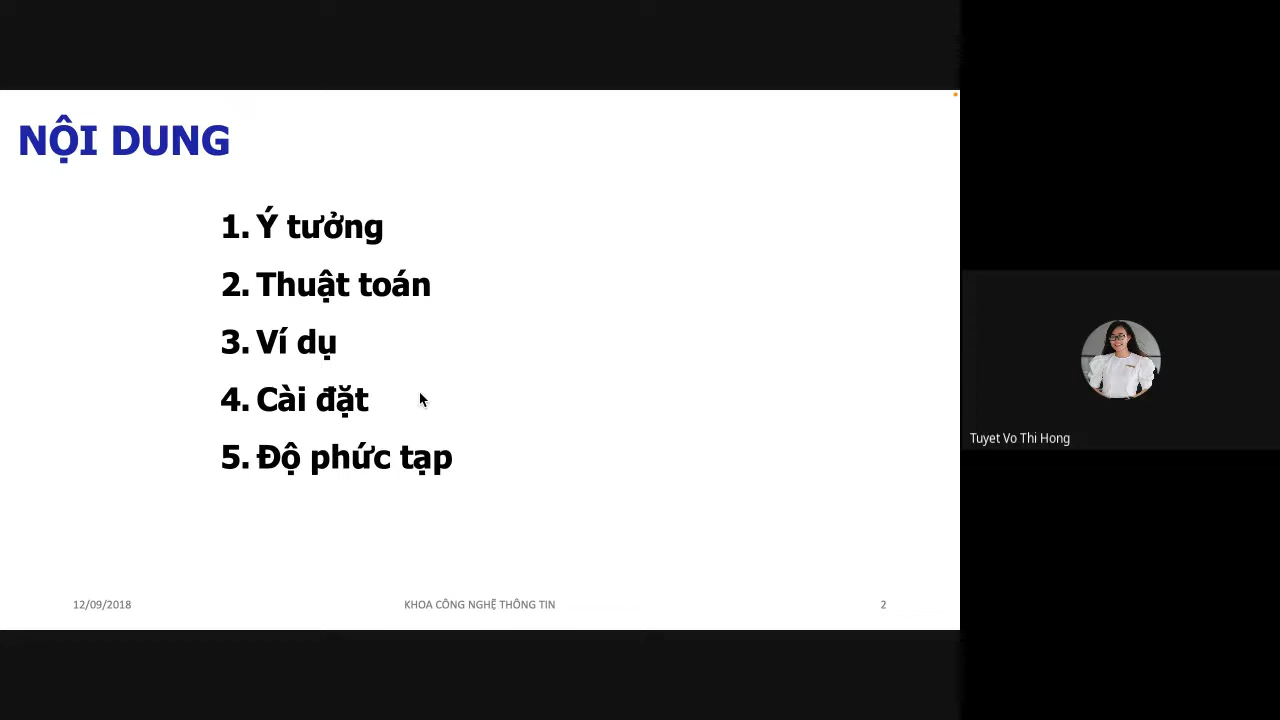 NỘI DUNG
1. Ý tưởng
2. Thuật toán
3. Ví dụ
4. Cài đặt
5. Độ phức tạp
12/09/2018
KHOA CÔNG NGHỆ THÔNG TIN
2
Tuyet Vo Thi Hong